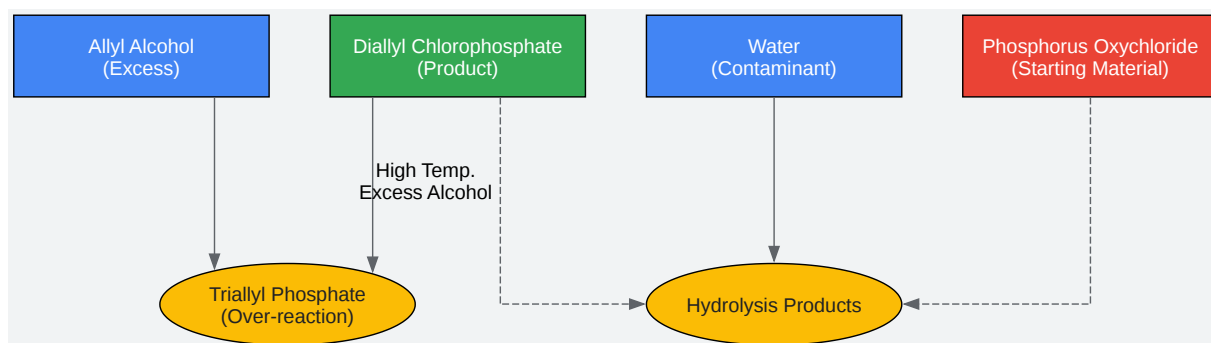 Allyl Alcohol
(Excess)
Diallyl Chlorophosphate
(Product)
Water
(Contaminant)
Phosphorus Oxychloride
(Starting Material)
High Temp.
Excess Alcohol
Triallyl Phosphate
(Over-reaction)
Hydrolysis Products